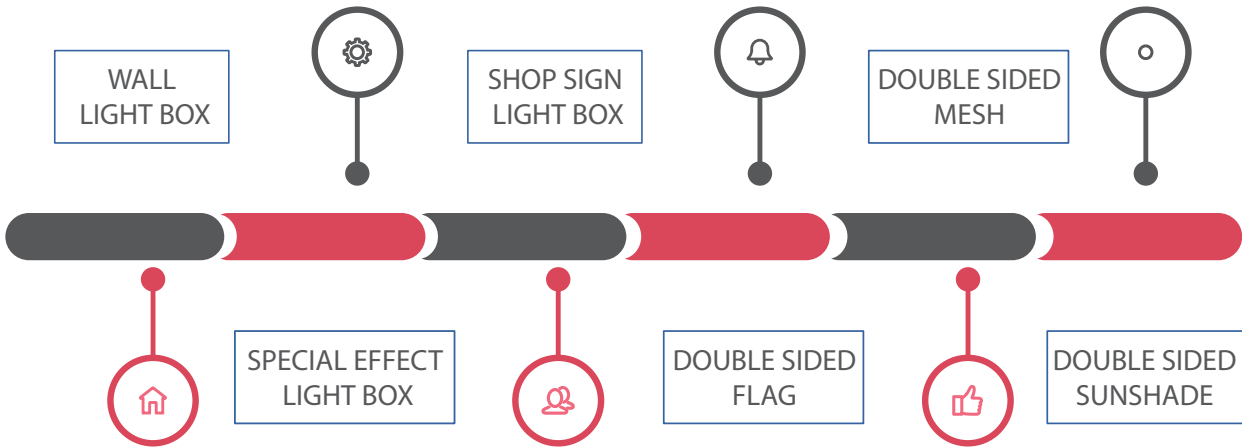 WALL
LIGHT BOX
SHOP SIGN
LIGHT BOX
DOUBLE SIDED
MESH
SPECIAL EFFECT
LIGHT BOX
DOUBLE SIDED
FLAG
DOUBLE SIDED
SUNSHADE